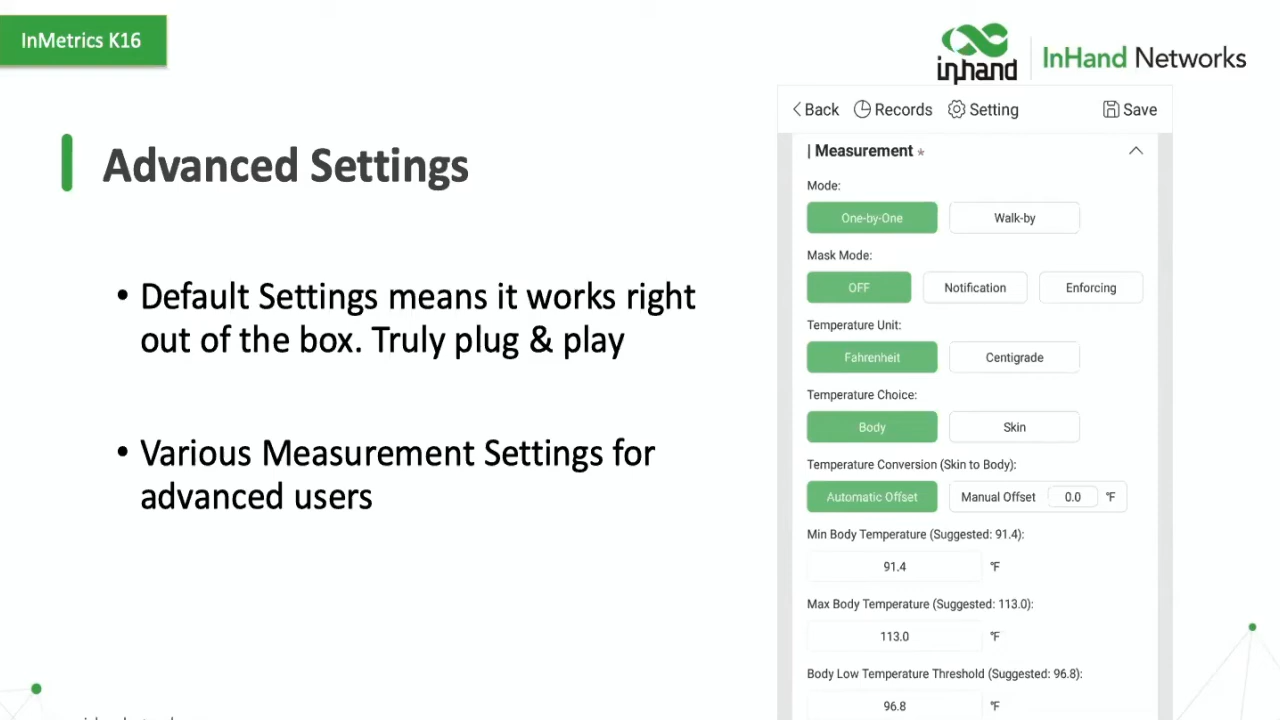 InMetrics K16
inhand
InHand Networks
Back Records Setting Save
Advanced Settings
• Default Settings means it works right
out of the box. Truly plug & play
• Various Measurement Settings for
advanced users
| Measurement *
Mode:
One-by-One Walk-by
Mask Mode:
OFF Notification Enforcing
Temperature Unit:
Fahrenheit Centigrade
Temperature Choice:
Body Skin
Temperature Conversion (Skin to Body):
Automatic Offset Manual Offset 0.0 °F
Min Body Temperature (Suggested: 91.4):
91.4 °F
Max Body Temperature (Suggested: 113.0):
113.0 °F
Body Low Temperature Threshold (Suggested: 96.8):
96.8 °F